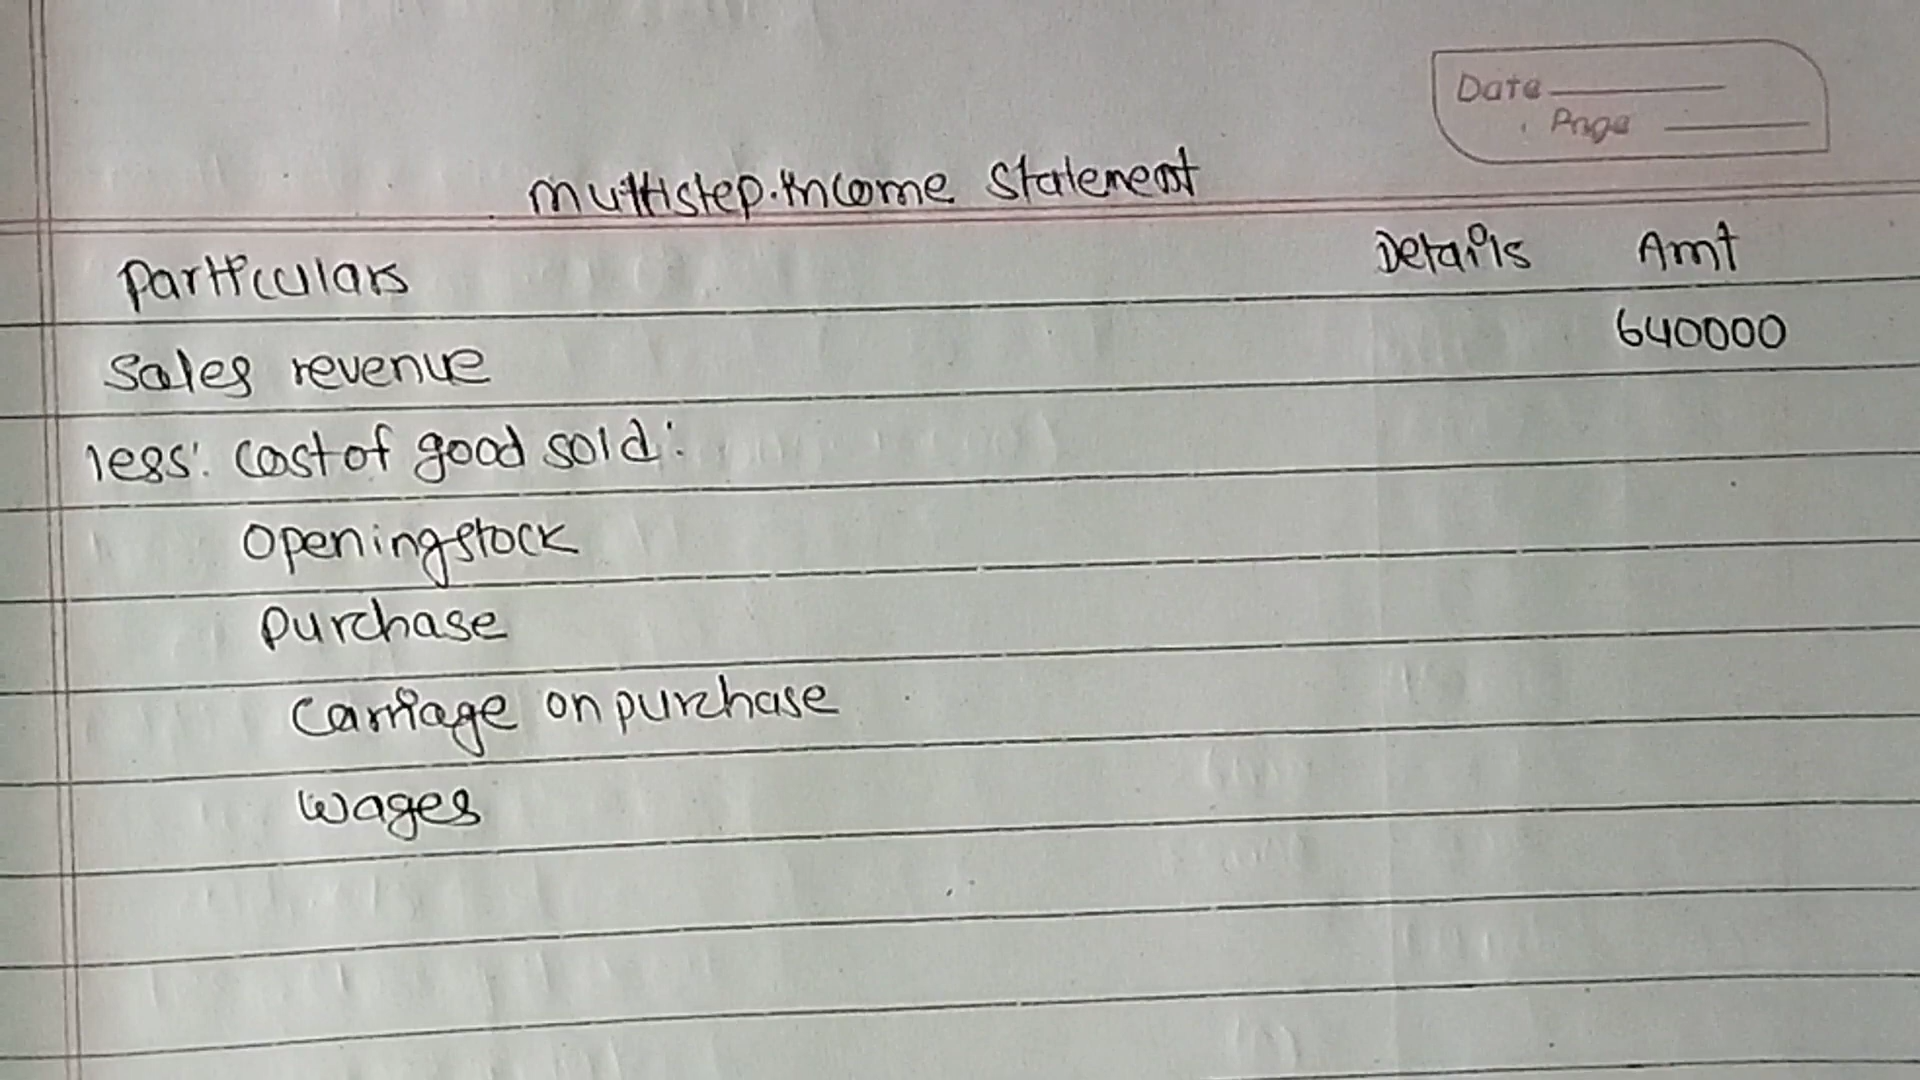 Date
Page
multistep.Income Statement
particulars Details Amt
Sales revenue 640000
less: Cost of good sold:
Opening stock
purchase
Carriage on purchase
wages